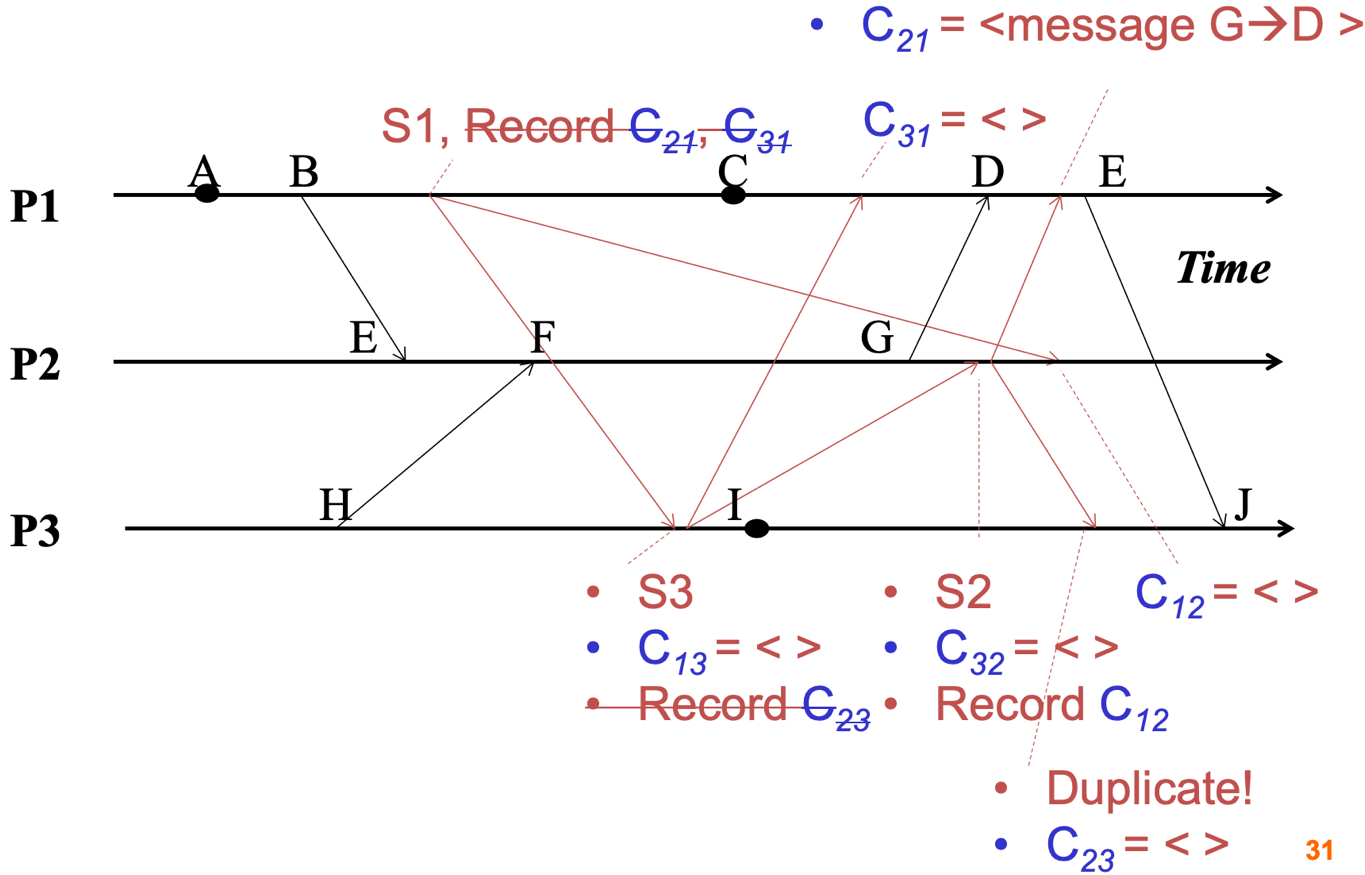 • C21 = <message G→D >
S1, Record C21, C31
C31 = < >
A B C D E
P1
Time
E F G
P2
H I J
P3
• S3
• C13 = < >
• Record C23
• S2
• C32 = < >
• Record C12
C12 = < >
• Duplicate!
• C23 = < >
31